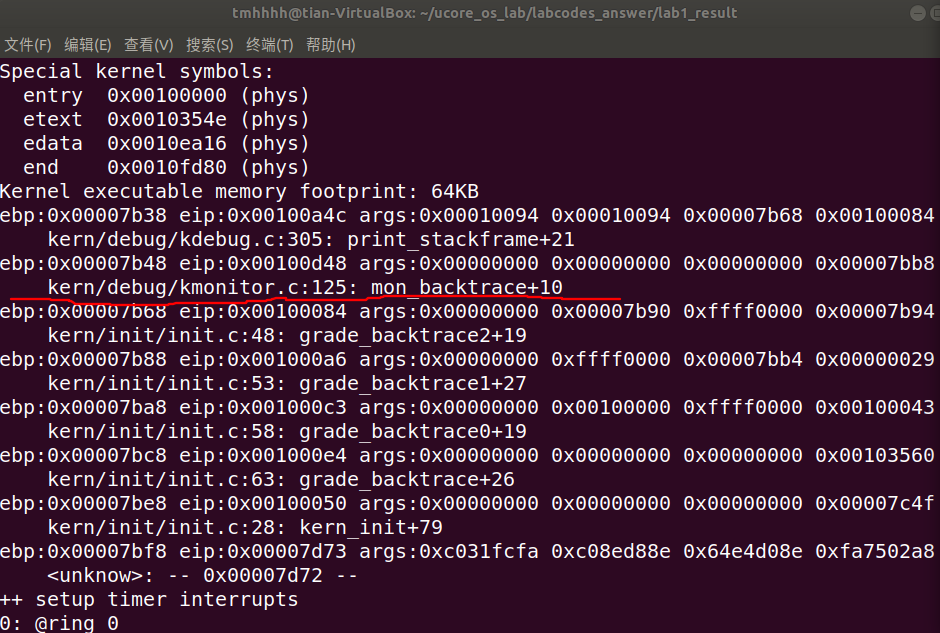 tmhhhh@tian-VirtualBox: ~/ucore_os_lab/labcodes_answer/lab1_result
文件(F) 编辑(E) 查看(V) 搜索(S) 终端(T) 帮助(H)
Special kernel symbols:
  entry  0x00100000 (phys)
  etext  0x0010354e (phys)
  edata  0x0010ea16 (phys)
  end    0x0010fd80 (phys)
Kernel executable memory footprint: 64KB
ebp:0x00007b38 eip:0x00100a4c args:0x00010094 0x00010094 0x00007b68 0x00100084
    kern/debug/kdebug.c:305: print_stackframe+21
ebp:0x00007b48 eip:0x00100d48 args:0x00000000 0x00000000 0x00000000 0x00007bb8
    kern/debug/kmonitor.c:125: mon_backtrace+10
ebp:0x00007b68 eip:0x00100084 args:0x00000000 0x00007b90 0xffff0000 0x00007b94
    kern/init/init.c:48: grade_backtrace2+19
ebp:0x00007b88 eip:0x001000a6 args:0x00000000 0xffff0000 0x00007bb4 0x00000029
    kern/init/init.c:53: grade_backtrace1+27
ebp:0x00007ba8 eip:0x001000c3 args:0x00000000 0x00100000 0xffff0000 0x00100043
    kern/init/init.c:58: grade_backtrace0+19
ebp:0x00007bc8 eip:0x001000e4 args:0x00000000 0x00000000 0x00000000 0x00103560
    kern/init/init.c:63: grade_backtrace+26
ebp:0x00007be8 eip:0x00100050 args:0x00000000 0x00000000 0x00000000 0x00007c4f
    kern/init/init.c:28: kern_init+79
ebp:0x00007bf8 eip:0x00007d73 args:0xc031fcfa 0xc08ed88e 0x64e4d08e 0xfa7502a8
    <unknow>: -- 0x00007d72 --
++ setup timer interrupts
0: @ring 0